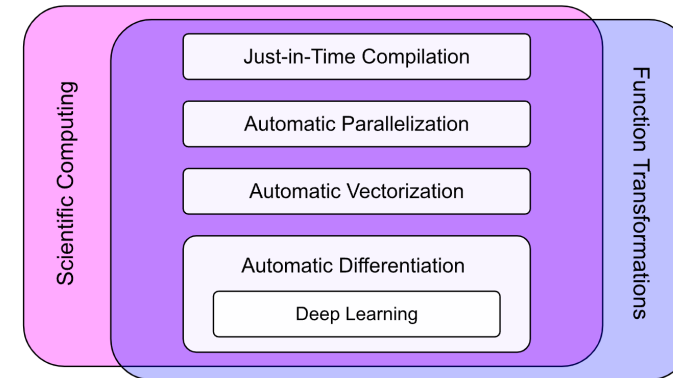 Scientific Computing
Just-in-Time Compilation
Automatic Parallelization
Automatic Vectorization
Automatic Differentiation
Deep Learning
Function Transformations